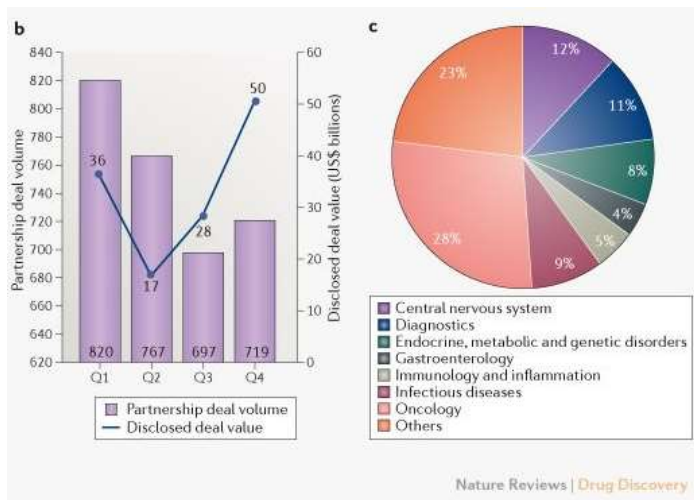 b
840
820
800
780
760
740
720
700
680
660
640
620
Partnership deal volume
60
50
40
30
20
10
0
Disclosed deal value (US$ billions)
36
17
28
50
820 767 697 719
Q1 Q2 Q3 Q4
Partnership deal volume
Disclosed deal value
c
12%
11%
8%
4%
5%
9%
28%
23%
Central nervous system
Diagnostics
Endocrine, metabolic and genetic disorders
Gastroenterology
Immunology and inflammation
Infectious diseases
Oncology
Others
Nature Reviews | Drug Discovery